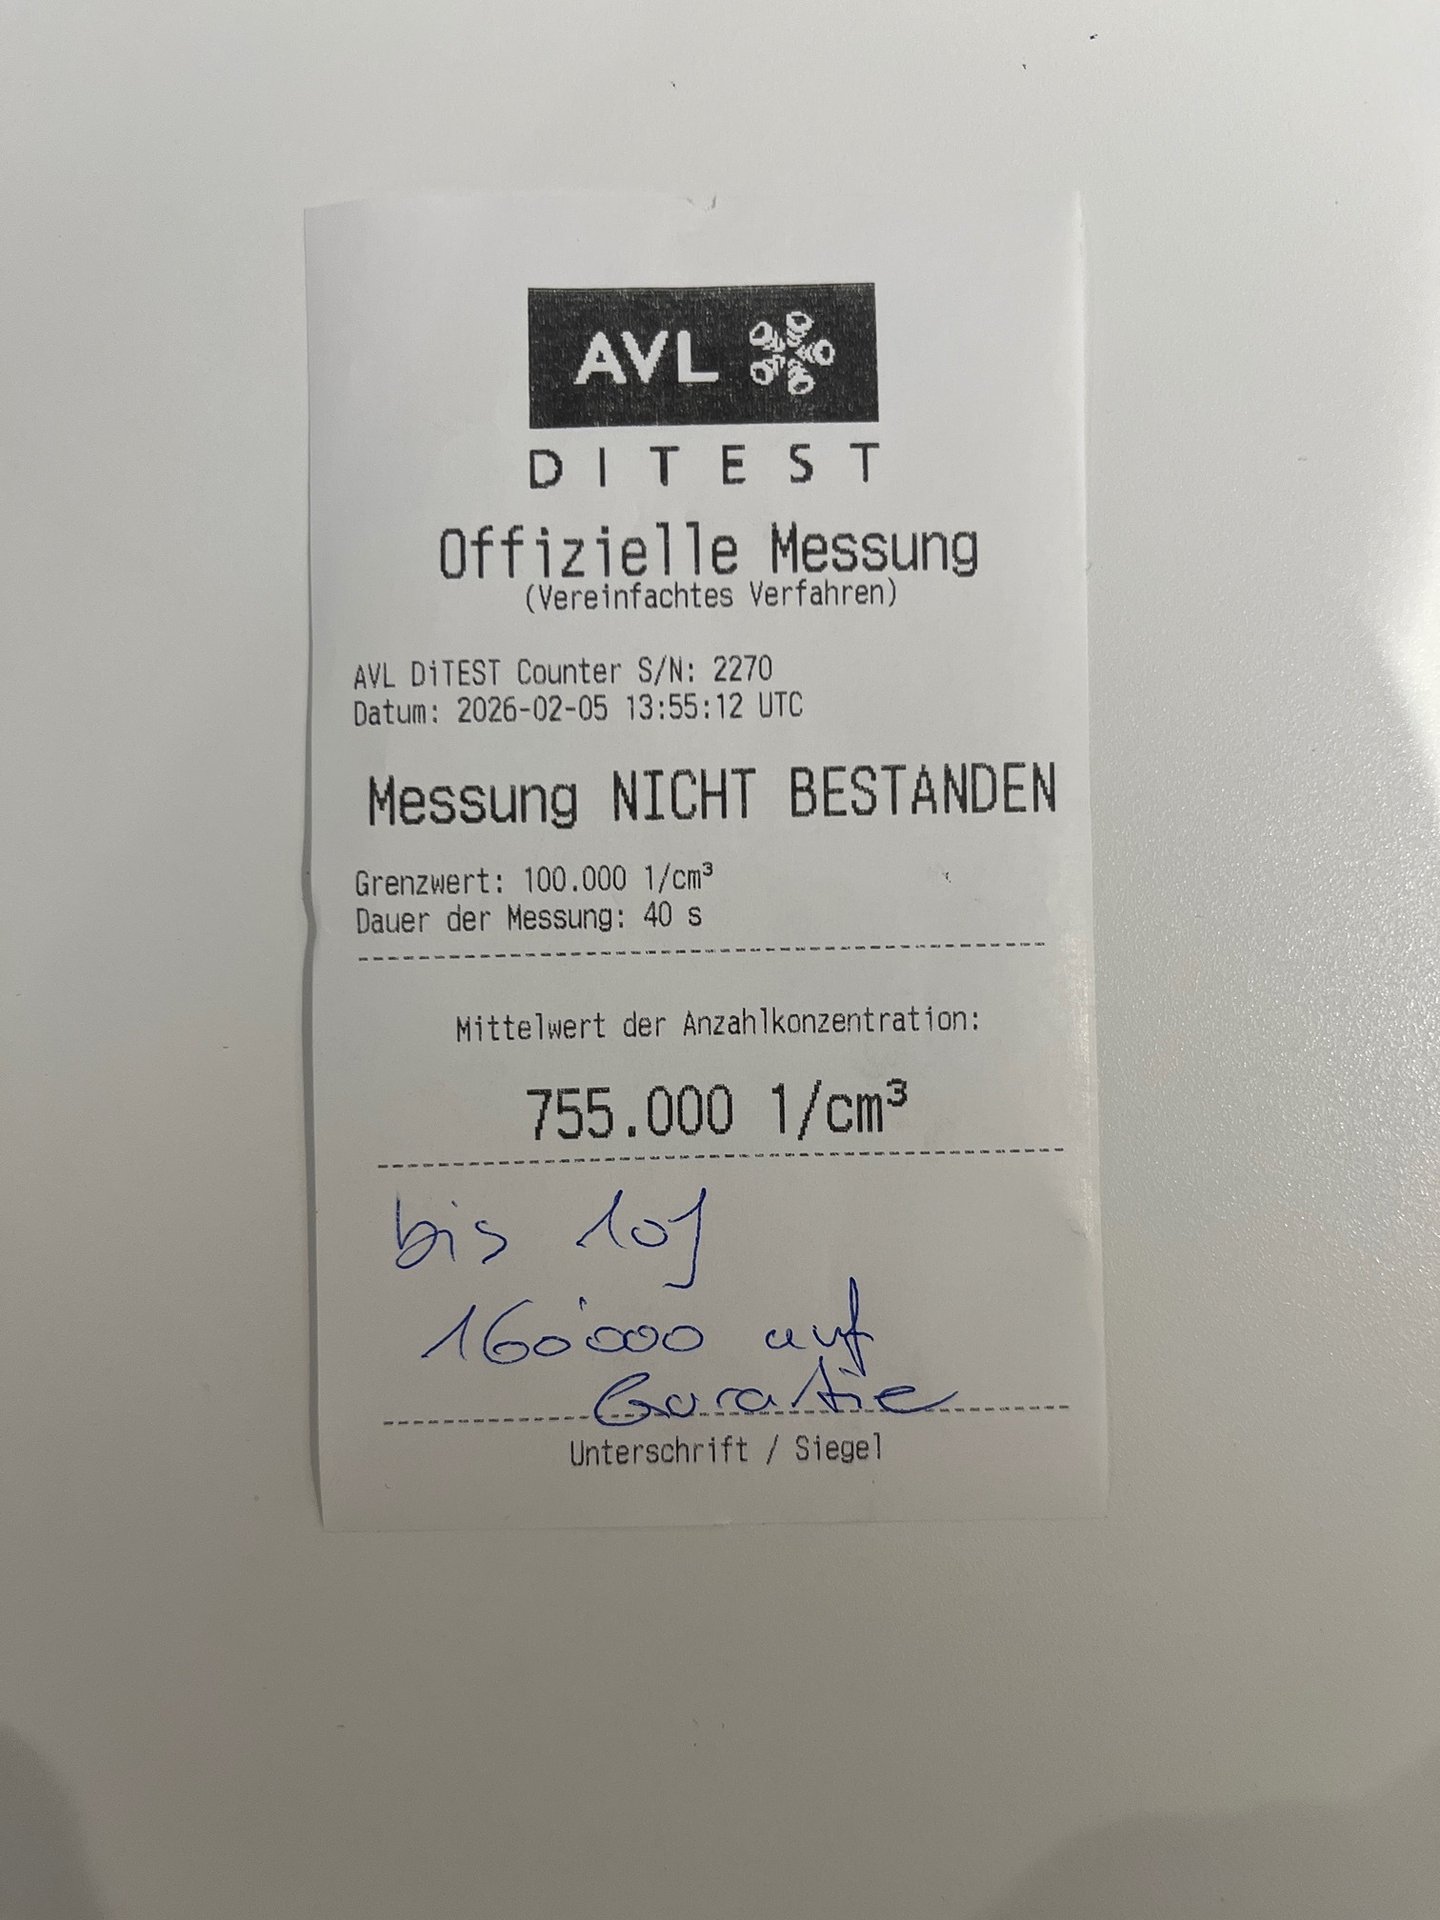 AVL
DITEST
Offizielle Messung
(Vereinfachtes Verfahren)
AVL DiTEST Counter S/N: 2270
Datum: 2026-02-05 13:55:12 UTC
Messung NICHT BESTANDEN
Grenzwert: 100.000 1/cm³
Dauer der Messung: 40 s
Mittelwert der Anzahlkonzentration:
755.000 1/cm³
bis 10J
160'000 auf
Garatie
Unterschrift / Siegel